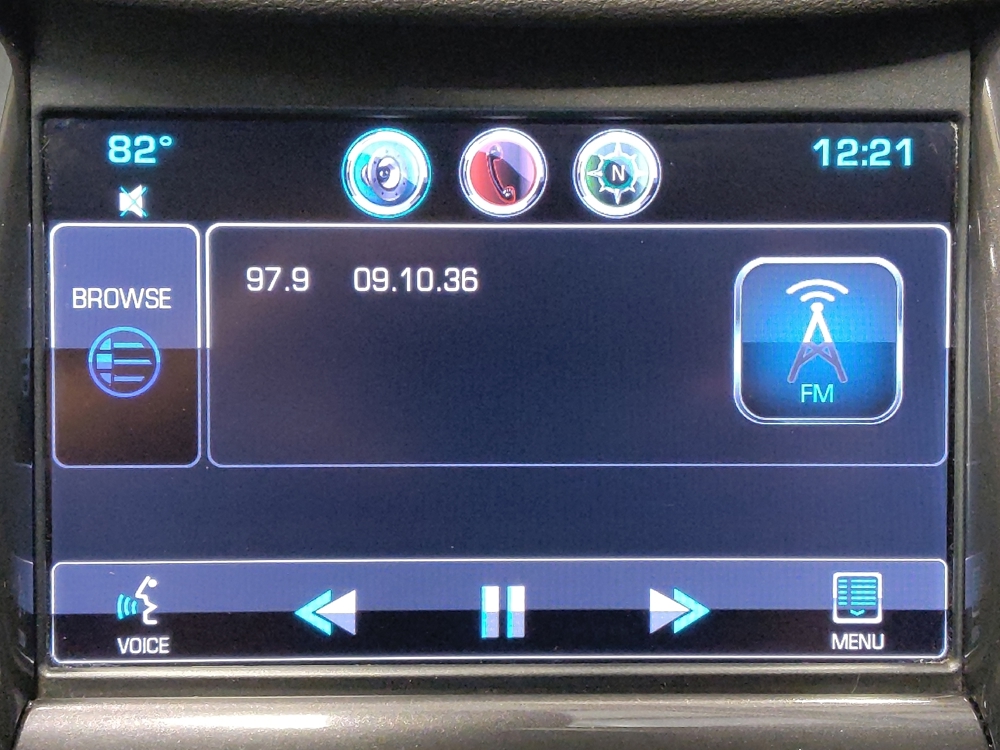 82°
12:21
N
BROWSE
97.9 09.10.36
FM
VOICE
MENU